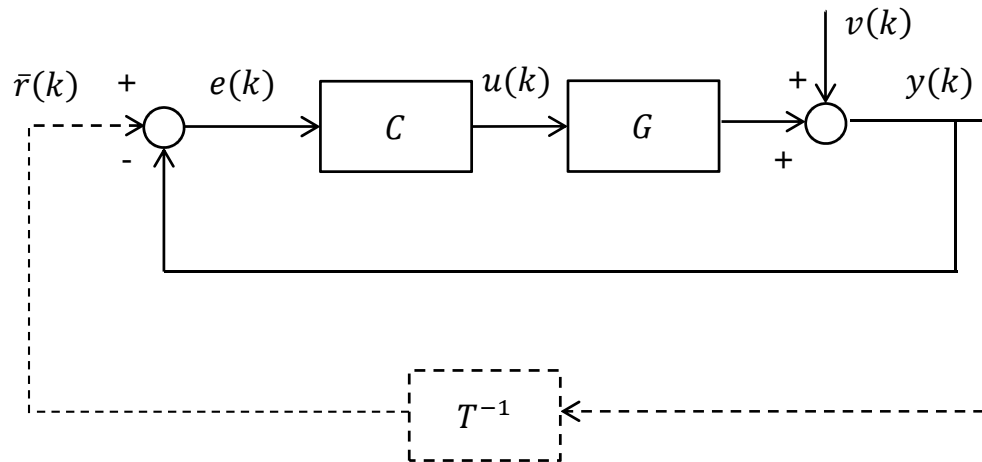 v(k)
r̄(k) + e(k) u(k) + y(k)
C G
- +
T⁻¹